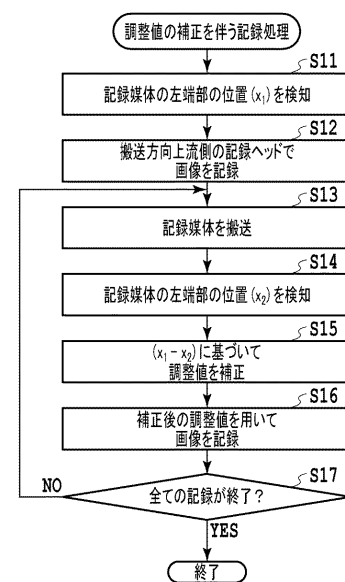 調整値の補正を伴う記録処理
S11
記録媒体の左端部の位置(x₁)を検知
S12
搬送方向上流側の記録ヘッドで
画像を記録
S13
記録媒体を搬送
S14
記録媒体の左端部の位置(x₂)を検知
S15
(x₁-x₂)に基づいて
調整値を補正
S16
補正後の調整値を用いて
画像を記録
S17
全ての記録が終了?
NO
YES
終了